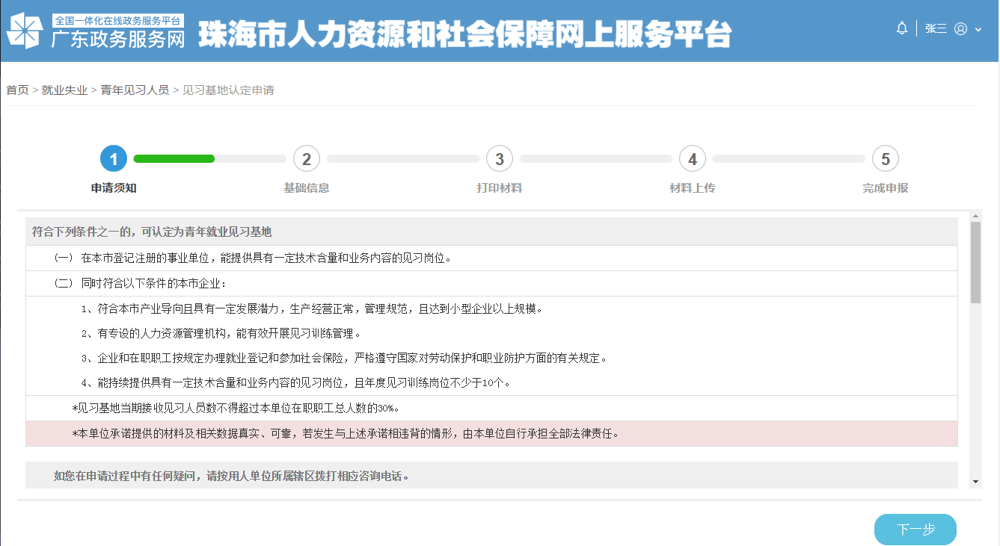 全国一体化在线政务服务平台
广东政务服务网
珠海市人力资源和社会保障网上服务平台
张三
首页 > 就业失业 > 青年见习人员 > 见习基地认定申请
1 2 3 4 5
申请须知 基础信息 打印材料 材料上传 完成申报
符合下列条件之一的，可认定为青年就业见习基地
（一） 在本市登记注册的事业单位，能提供具有一定技术含量和业务内容的见习岗位。
（二） 同时符合以下条件的本市企业：
1、符合本市产业导向且具有一定发展潜力，生产经营正常，管理规范，且达到小型企业以上规模。
2、有专设的人力资源管理机构，能有效开展见习训练管理。
3、企业和在职职工按规定办理就业登记和参加社会保险，严格遵守国家对劳动保护和职业防护方面的有关规定。
4、能持续提供具有一定技术含量和业务内容的见习岗位，且年度见习训练岗位不少于10个。
*见习基地当期接收见习人员数不得超过本单位在职职工总人数的30%。
*本单位承诺提供的材料及相关数据真实、可靠，若发生与上述承诺相违背的情形，由本单位自行承担全部法律责任。
如您在申请过程中有任何疑问，请按用人单位所属辖区拨打相应咨询电话。
下一步